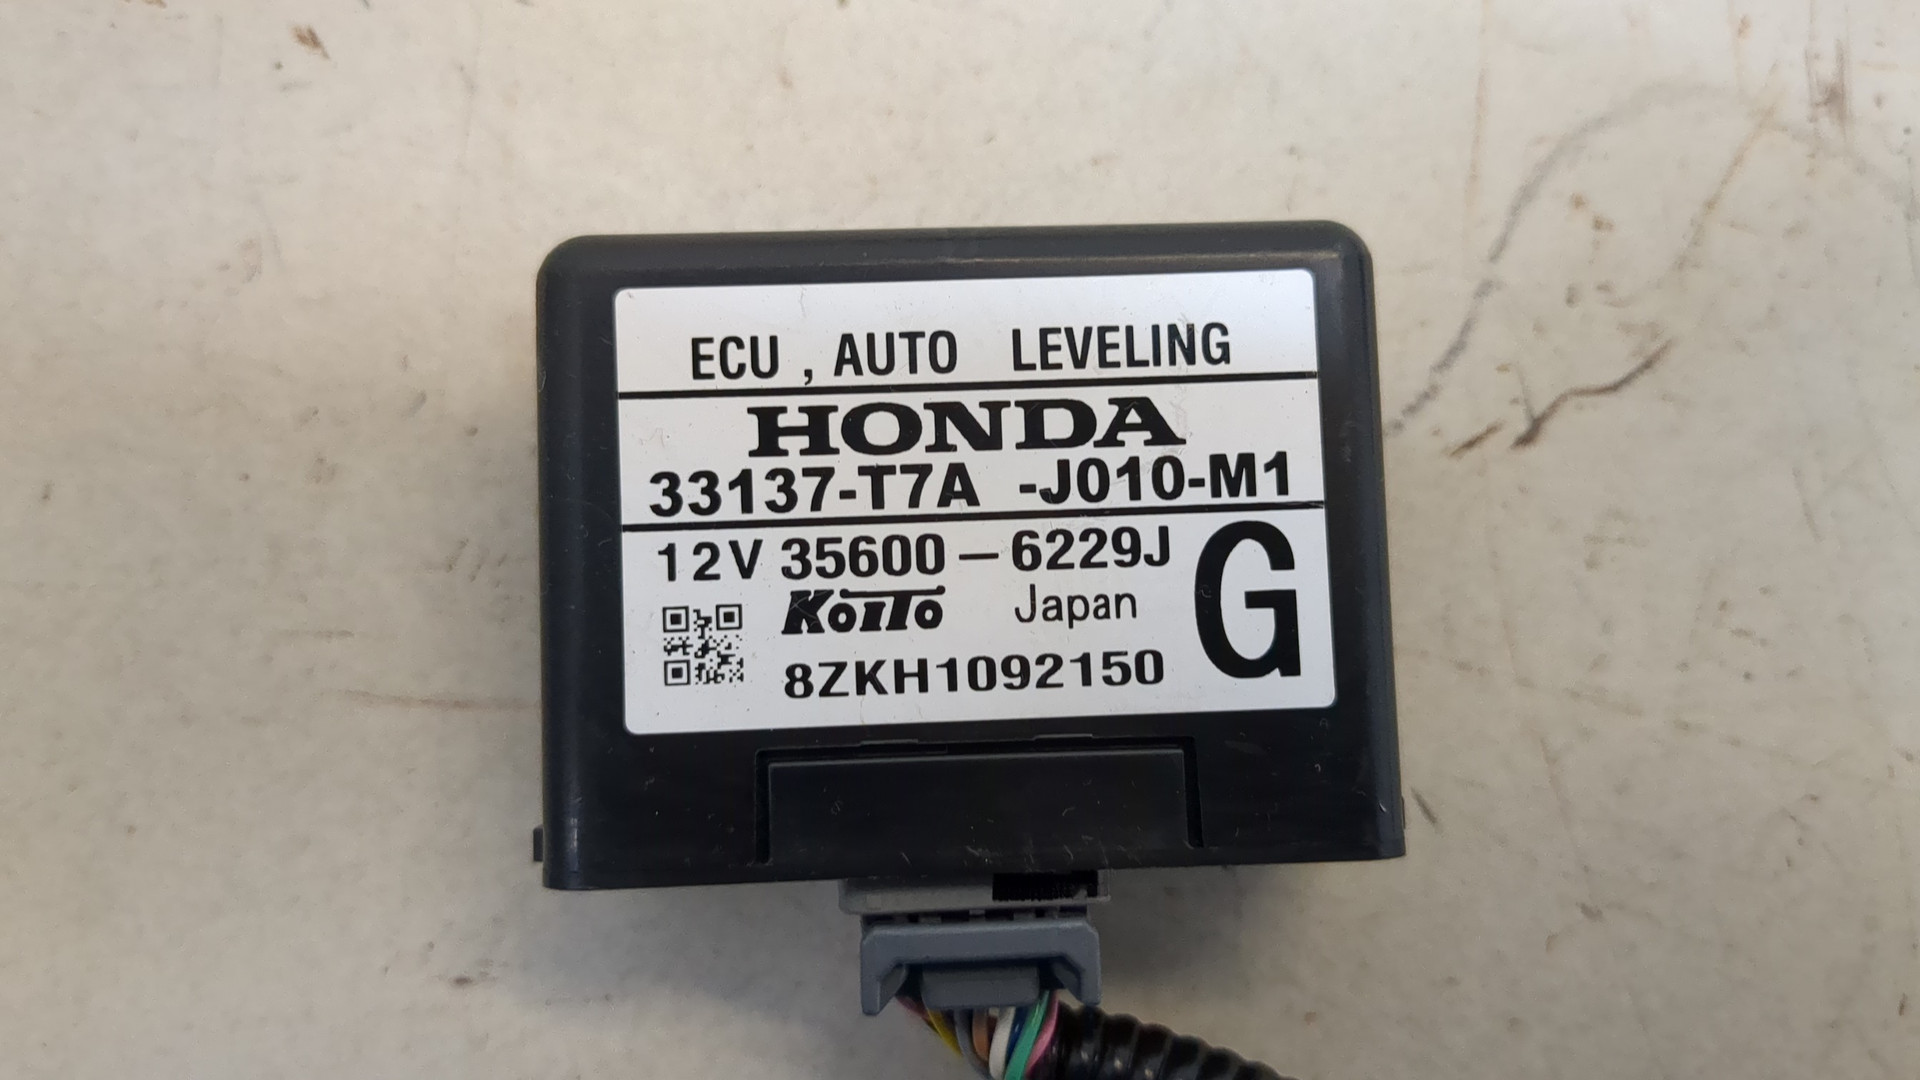 ECU , AUTO LEVELING
HONDA
33137-T7A -J010-M1
12V 35600-6229J
KOITO Japan
8ZKH1092150
G